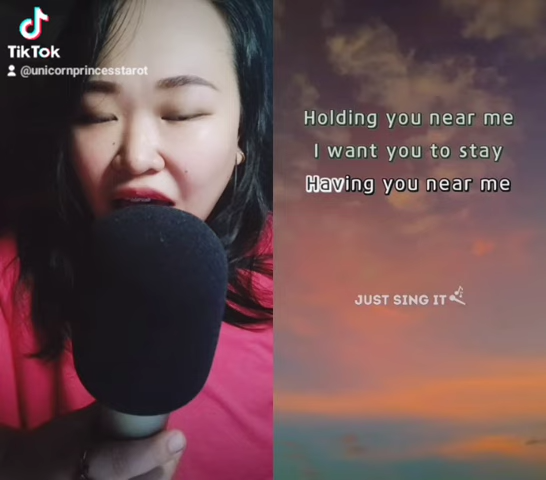 TikTok
@unicornprincesstarot
Holding you near me
I want you to stay
Having you near me
JUST SING IT